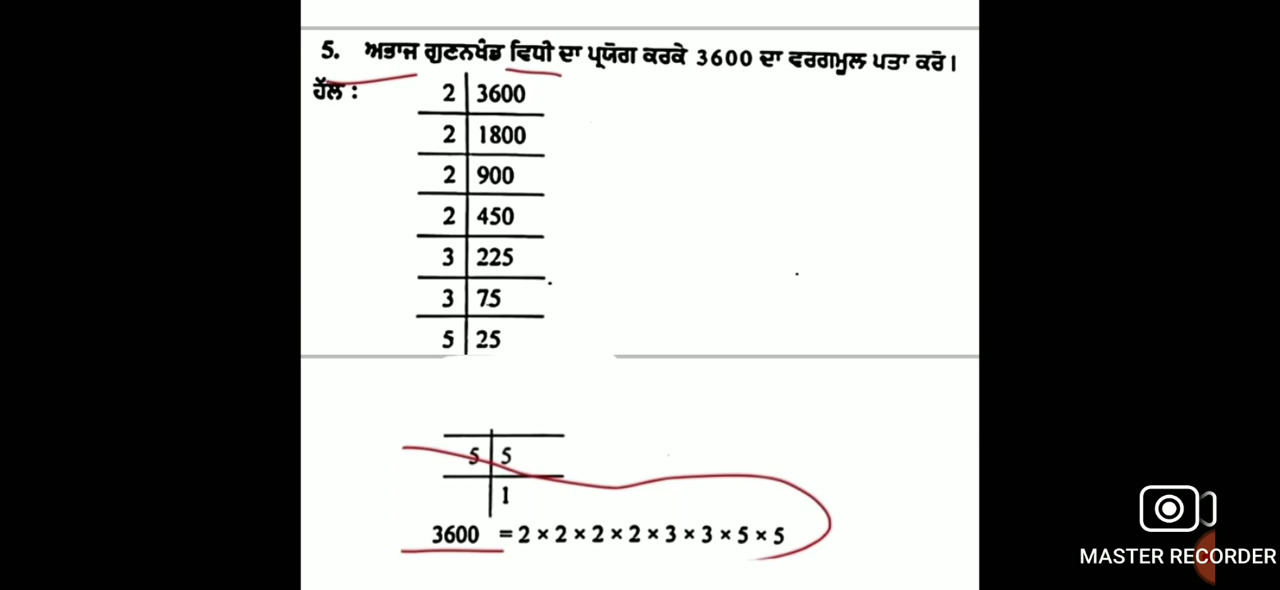 5. ਅਭਾਜ ਗੁਣਨਖੰਡ ਵਿਧੀ ਦਾ ਪ੍ਰਯੋਗ ਕਰਕੇ 3600 ਦਾ ਵਰਗਮੂਲ ਪਤਾ ਕਰੋ।
ਹੱਲ :
2 | 3600
2 | 1800
2 | 900
2 | 450
3 | 225
3 | 75
5 | 25
5 | 5
1
3600 = 2 × 2 × 2 × 2 × 3 × 3 × 5 × 5
MASTER RECORDER